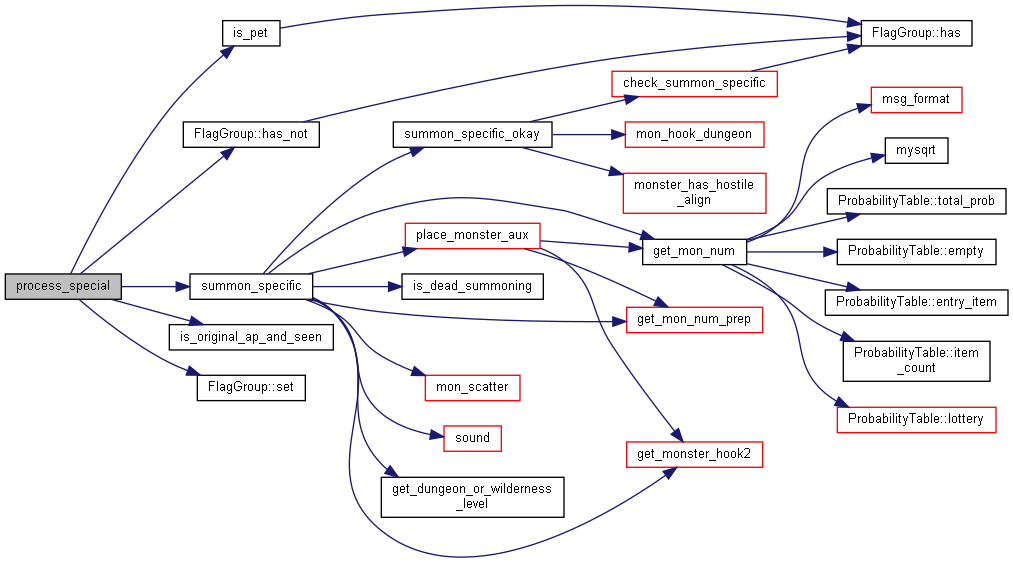 is_pet
FlagGroup::has
check_summon_specific
msg_format
FlagGroup::has_not
summon_specific_okay
mon_hook_dungeon
mysqrt
monster_has_hostile
_align
ProbabilityTable::total_prob
place_monster_aux
get_mon_num
ProbabilityTable::empty
process_special
summon_specific
is_dead_summoning
ProbabilityTable::entry_item
get_mon_num_prep
is_original_ap_and_seen
ProbabilityTable::item
_count
FlagGroup::set
mon_scatter
ProbabilityTable::lottery
sound
get_monster_hook2
get_dungeon_or_wilderness
_level